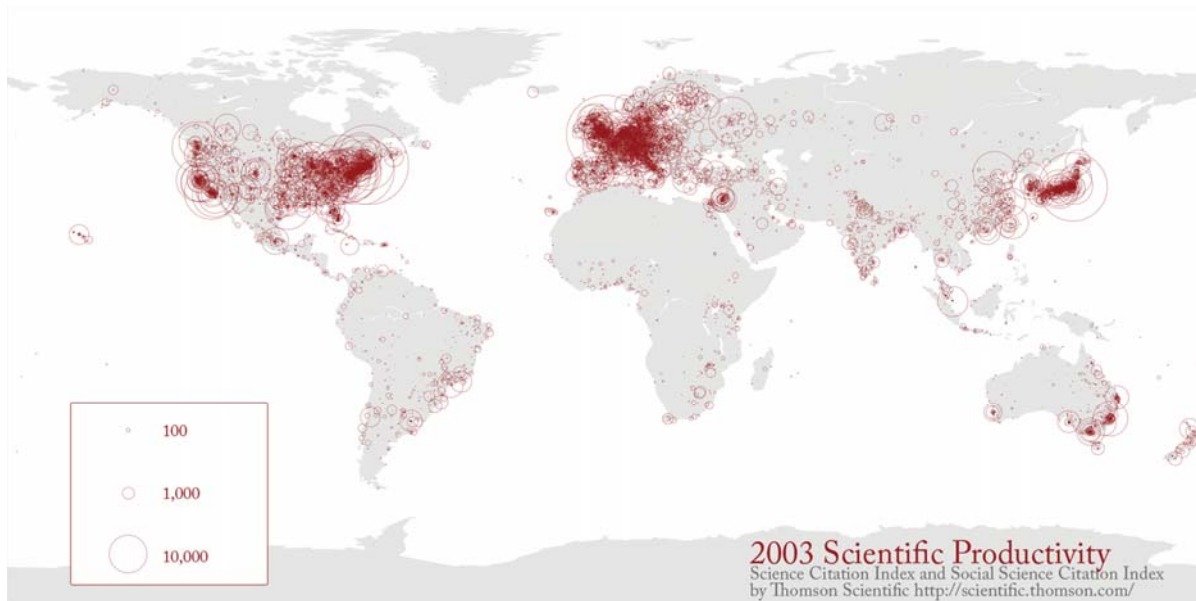 100
1,000
10,000
2003 Scientific Productivity
Science Citation Index and Social Science Citation Index
by Thomson Scientific http://scientific.thomson.com/